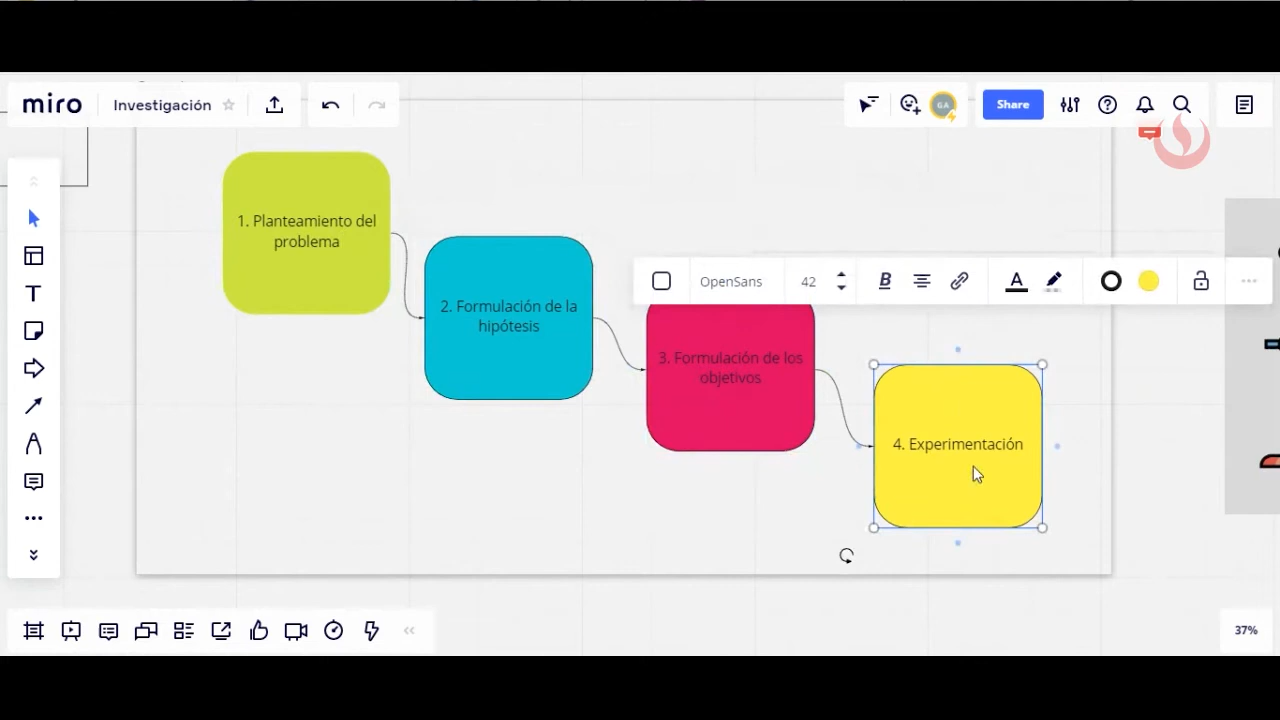 miro
Investigación
GA
Share
1. Planteamiento del
problema
2. Formulación de la
hipótesis
OpenSans
42
B
A
3. Formulación de los
objetivos
4. Experimentación
37%